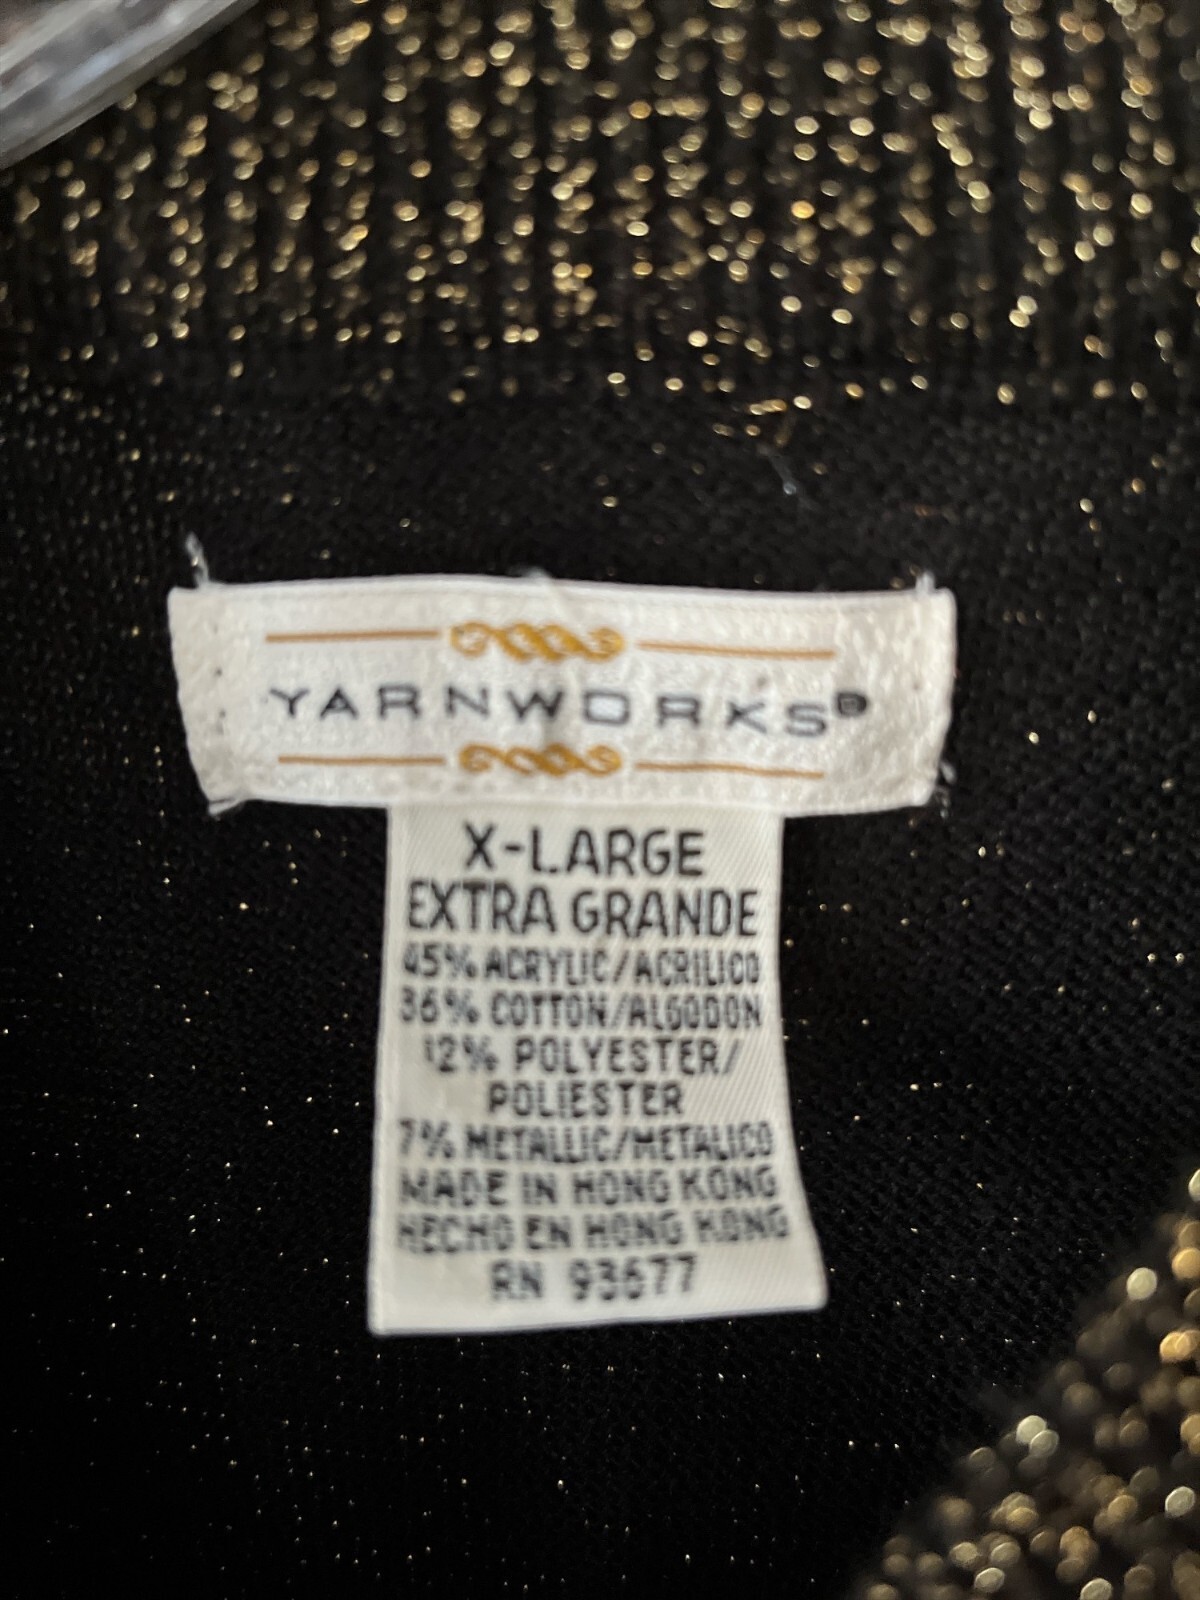 YARNWORKS®
X-LARGE
EXTRA GRANDE
45% ACRYLIC/ACRILICO
36% COTTON/ALGODON
12% POLYESTER/
POLIESTER
7% METALLIC/METALICO
MADE IN HONG KONG
HECHO EN HONG KONG
RN 93677